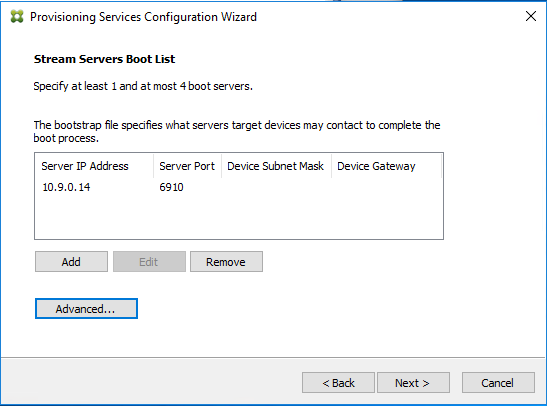 Provisioning Services Configuration Wizard
Stream Servers Boot List
Specify at least 1 and at most 4 boot servers.
The bootstrap file specifies what servers target devices may contact to complete the
boot process.
Server IP Address Server Port Device Subnet Mask Device Gateway
10.9.0.14 6910
Add Edit Remove
Advanced...
< Back Next > Cancel